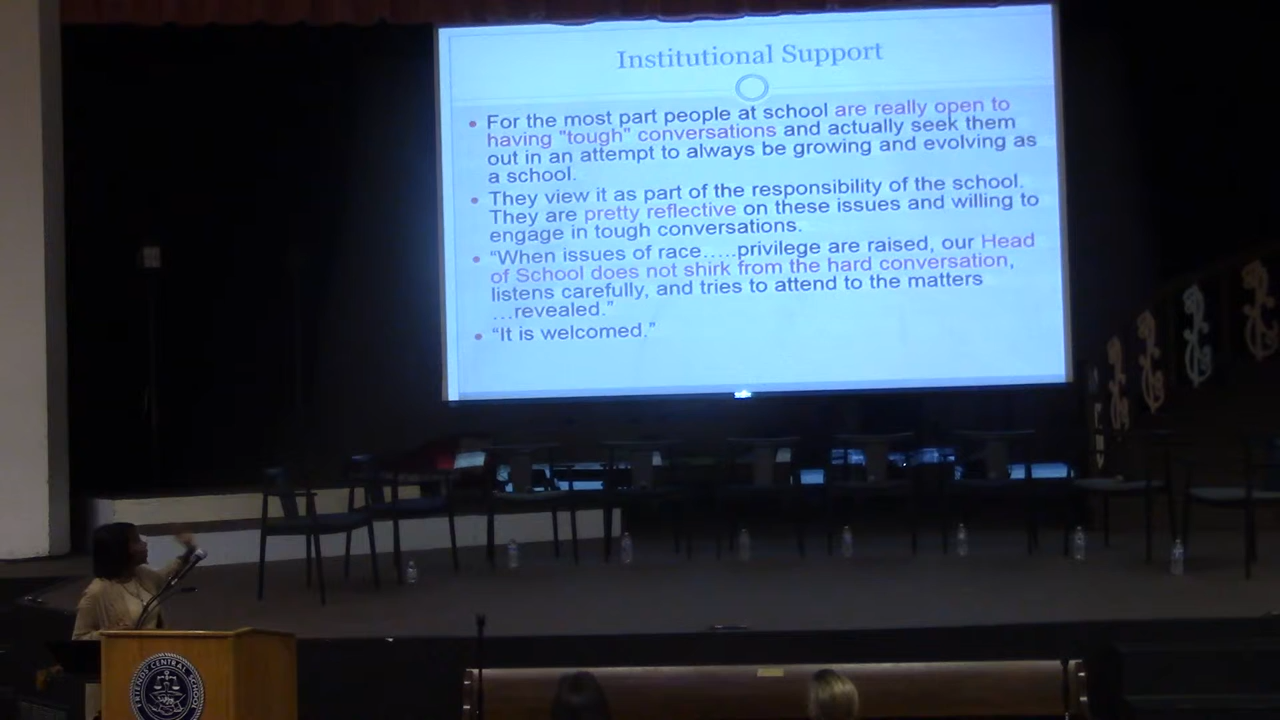 Institutional Support
• For the most part people at school are really open to
having "tough" conversations and actually seek them
out in an attempt to always be growing and evolving as
a school.
• They view it as part of the responsibility of the school.
They are pretty reflective on these issues and willing to
engage in tough conversations.
• “When issues of race…..privilege are raised, our Head
of School does not shirk from the hard conversation,
listens carefully, and tries to attend to the matters
…revealed.”
• “It is welcomed.”
FRIENDS' CENTRAL SCHOOL